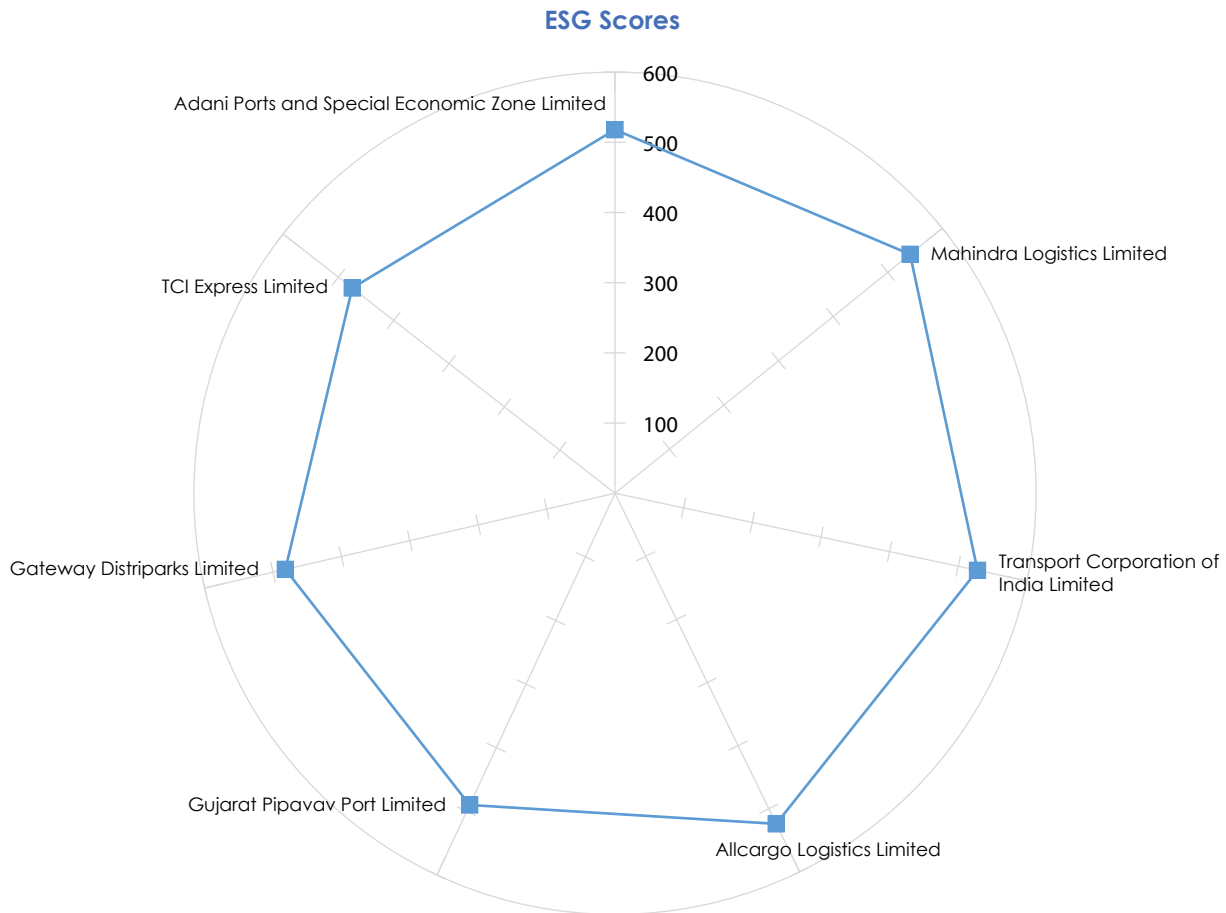 ESG Scores
600
Adani Ports and Special Economic Zone Limited
500
400
Mahindra Logistics Limited
300
TCI Express Limited
200
100
Transport Corporation of
India Limited
Gateway Distriparks Limited
Gujarat Pipavav Port Limited
Allcargo Logistics Limited